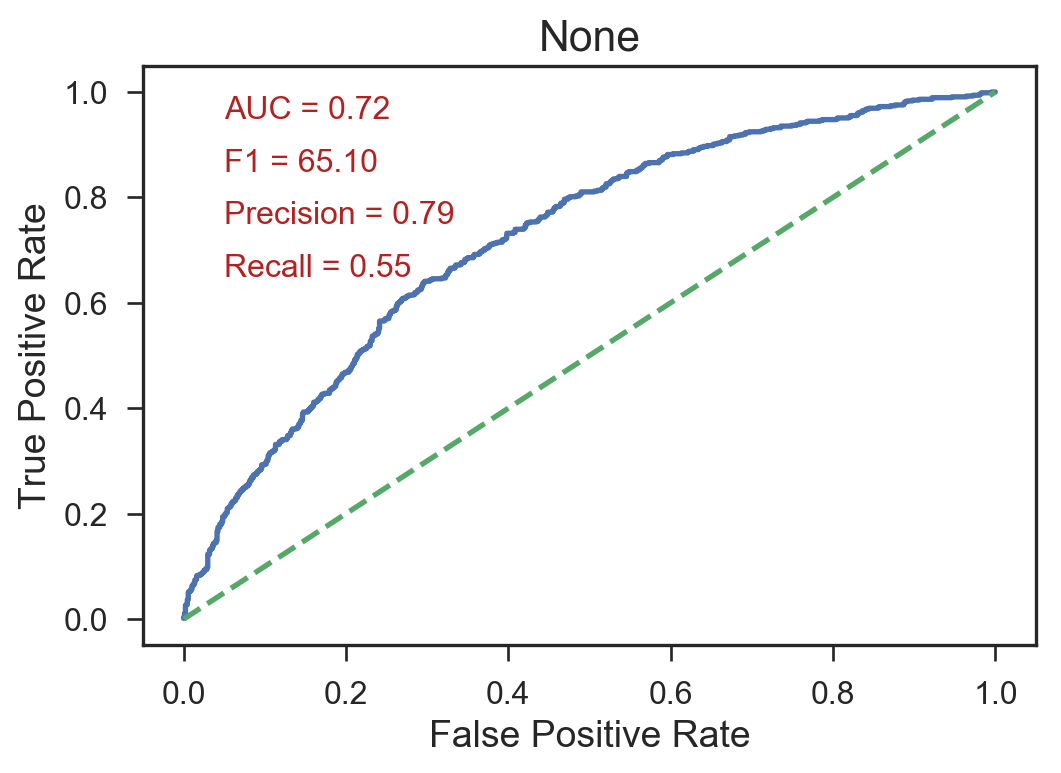 None
AUC = 0.72
F1 = 65.10
Precision = 0.79
Recall = 0.55
True Positive Rate
1.0
0.8
0.6
0.4
0.2
0.0
0.0 0.2 0.4 0.6 0.8 1.0
False Positive Rate